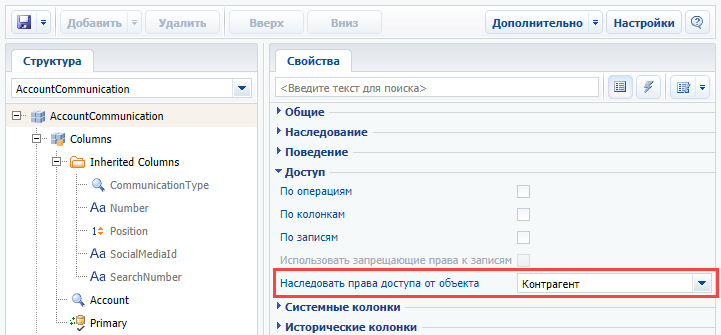 Добавить Удалить Вверх Вниз Дополнительно Настройки
Структура
AccountCommunication
AccountCommunication
Columns
Inherited Columns
CommunicationType
Aa Number
1 Position
Aa SocialMediaId
Aa SearchNumber
Account
Primary
Свойства
<Введите текст для поиска>
Общие
Наследование
Поведение
Доступ
По операциям
По колонкам
По записям
Использовать запрещающие права к записям
Наследовать права доступа от объекта Контрагент
Системные колонки
Исторические колонки